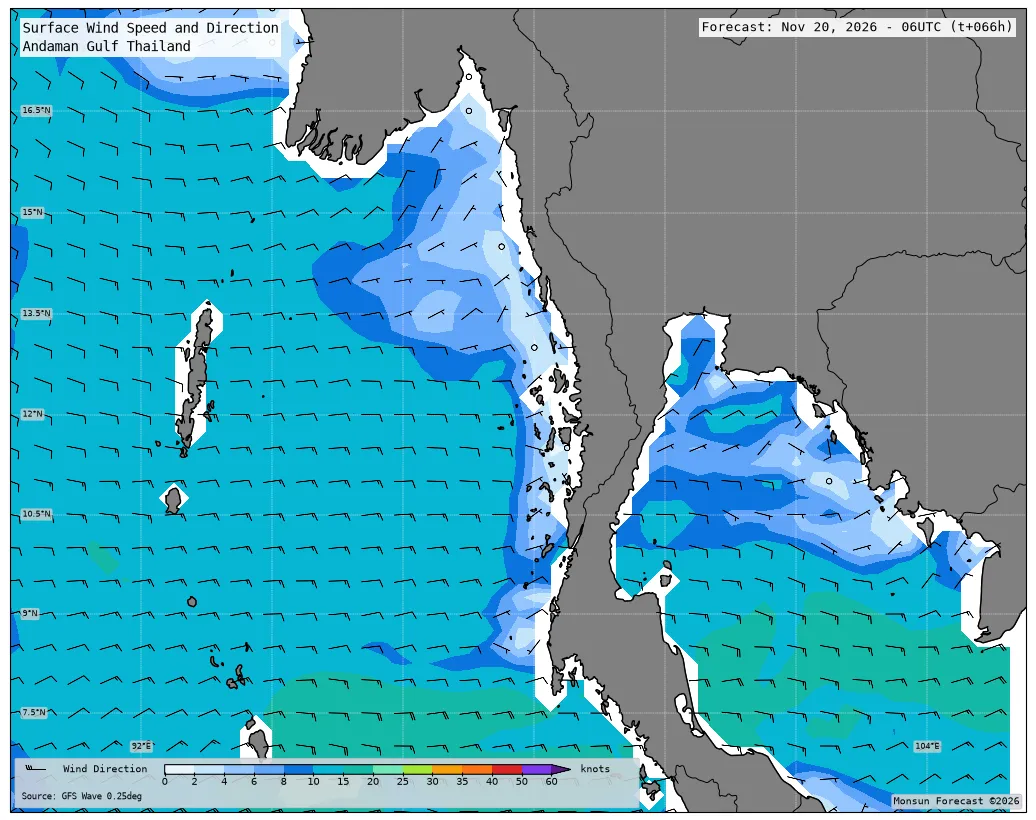 Surface Wind Speed and Direction
Andaman Gulf Thailand
Forecast: Nov 20, 2026 - 06UTC (t+066h)
16.5°N
15°N
13.5°N
12°N
10.5°N
9°N
7.5°N
92°E
104°E
Wind Direction
knots
0 2 4 6 8 10 15 20 25 30 35 40 50 60
Source: GFS Wave 0.25deg
Monsun Forecast ©2026